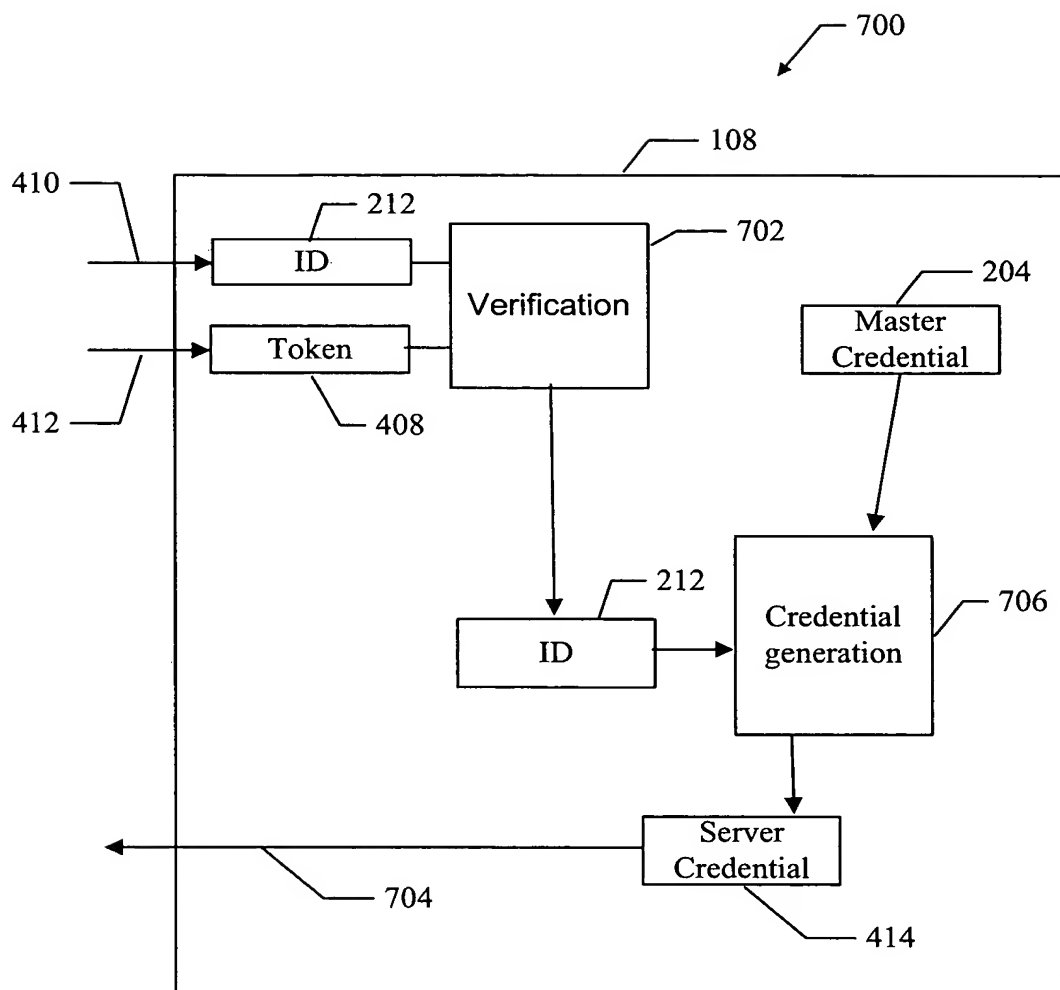 700
108
410
212
ID
702
Verification
204
Master
Credential
Token
412
408
212
ID
Credential
generation
706
Server
Credential
704
414